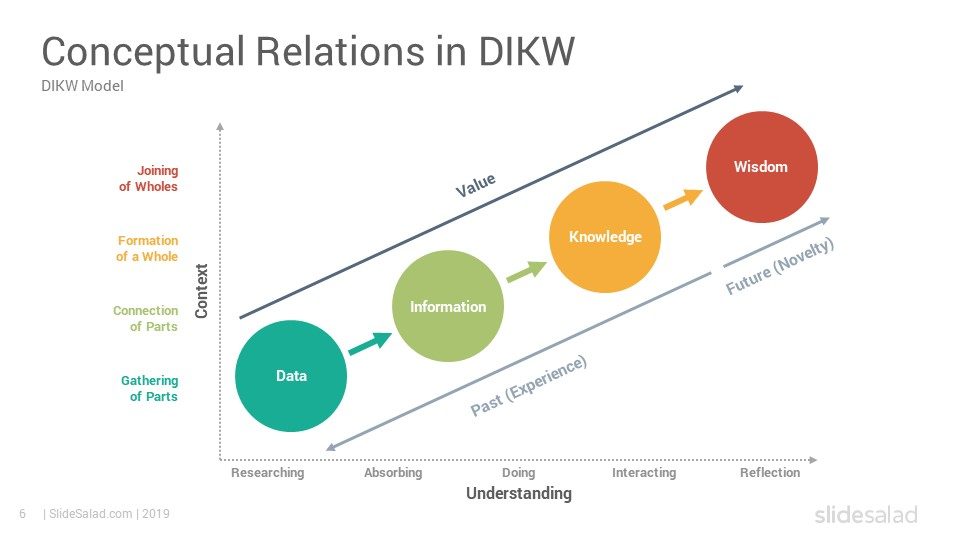 Conceptual Relations in DIKW
DIKW Model
Joining
of Wholes
Formation
of a Whole
Connection
of Parts
Gathering
of Parts
Context
Value
Data
Information
Knowledge
Wisdom
Past (Experience)
Future (Novelty)
Researching
Absorbing
Doing
Interacting
Reflection
Understanding
6 | SlideSalad.com | 2019
slidesalad